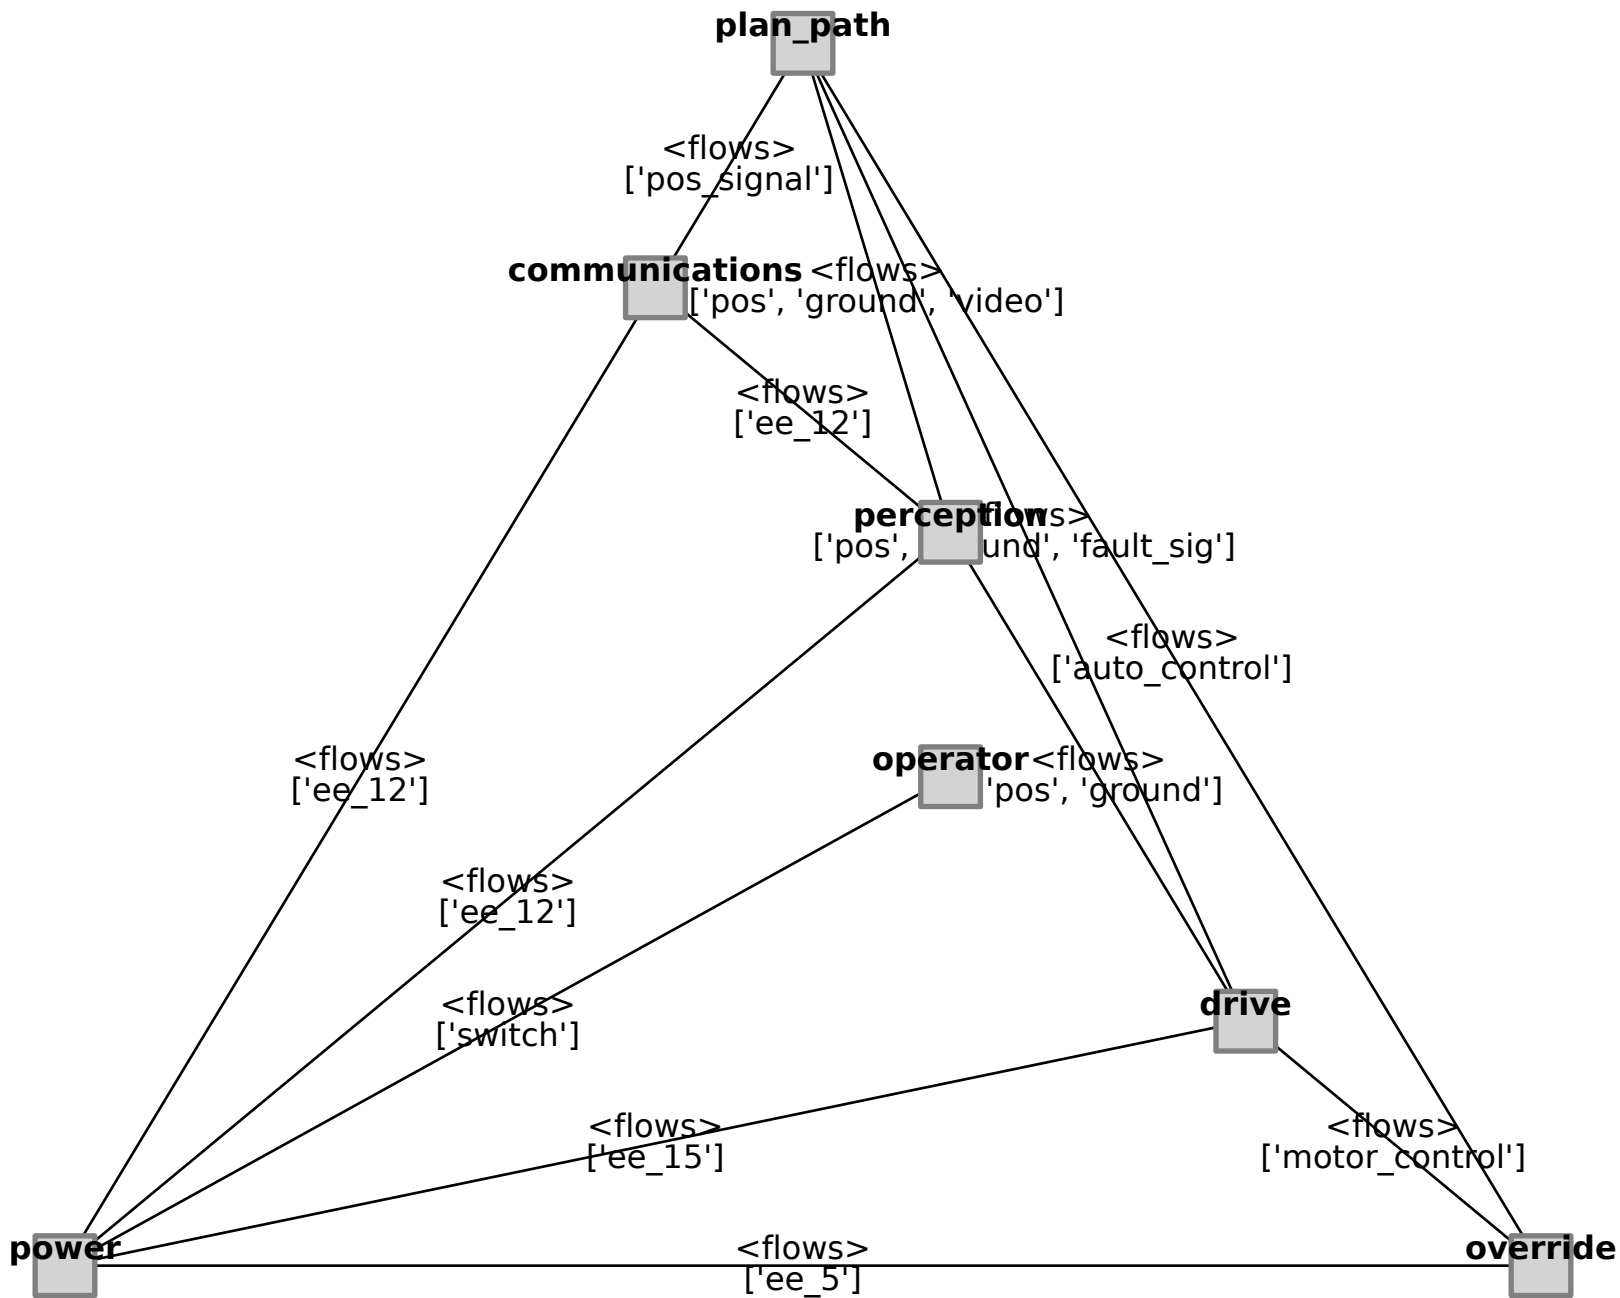 plan_path
<flows>
['pos_signal']
communications
<flows>
['pos', 'ground', 'video']
<flows>
['ee_12']
perception
['pos', 'fault_sig']
<flows>
['auto_control']
<flows>
['ee_12']
operator
<flows>
'pos', 'ground']
<flows>
['ee_12']
<flows>
['switch']
drive
<flows>
['ee_15']
<flows>
['motor_control']
power
<flows>
['ee_5']
override